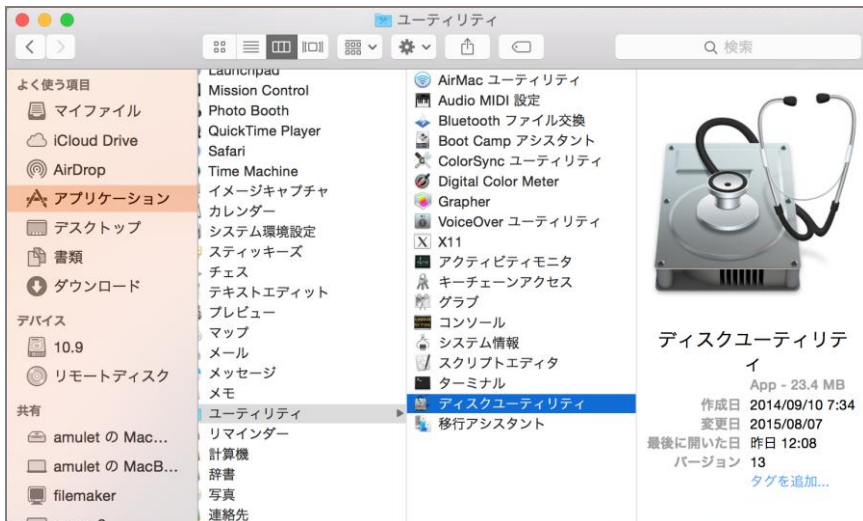 ユーティリティ
検索
よく使う項目
マイファイル
iCloud Drive
AirDrop
アプリケーション
デスクトップ
書類
ダウンロード
デバイス
10.9
リモートディスク
共有
amulet の Mac...
amulet の MacB...
filemaker
Launchpad
Mission Control
Photo Booth
QuickTime Player
Safari
Time Machine
イメージキャプチャ
カレンダー
システム環境設定
スティッキーズ
チェス
テキストエディット
プレビュー
マップ
メール
メッセージ
メモ
ユーティリティ
リマインダー
計算機
辞書
写真
連絡先
AirMac ユーティリティ
Audio MIDI 設定
Bluetooth ファイル交換
Boot Camp アシスタント
ColorSync ユーティリティ
Digital Color Meter
Grapher
VoiceOver ユーティリティ
X11
アクティビティモニタ
キーチェーンアクセス
グラブ
コンソール
システム情報
スクリプトエディタ
ターミナル
ディスクユーティリティ
移行アシスタント
ディスクユーティリテ
ィ
App - 23.4 MB
作成日 2014/09/10 7:34
変更日 2015/08/07
最後に開いた日 昨日 12:08
バージョン 13
タグを追加...